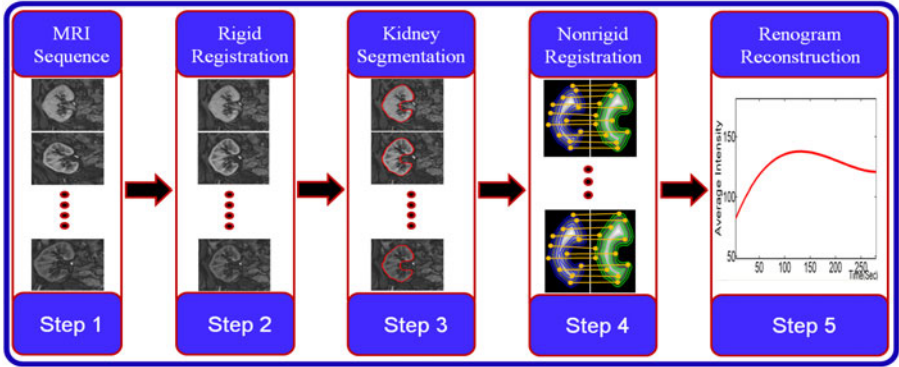 MRI
Sequence
Step 1
Rigid
Registration
Step 2
Kidney
Segmentation
Step 3
Nonrigid
Registration
Step 4
Renogram
Reconstruction
Average Intensity
150
100
50
50
100
150
200
250
Time(Sec)
Step 5